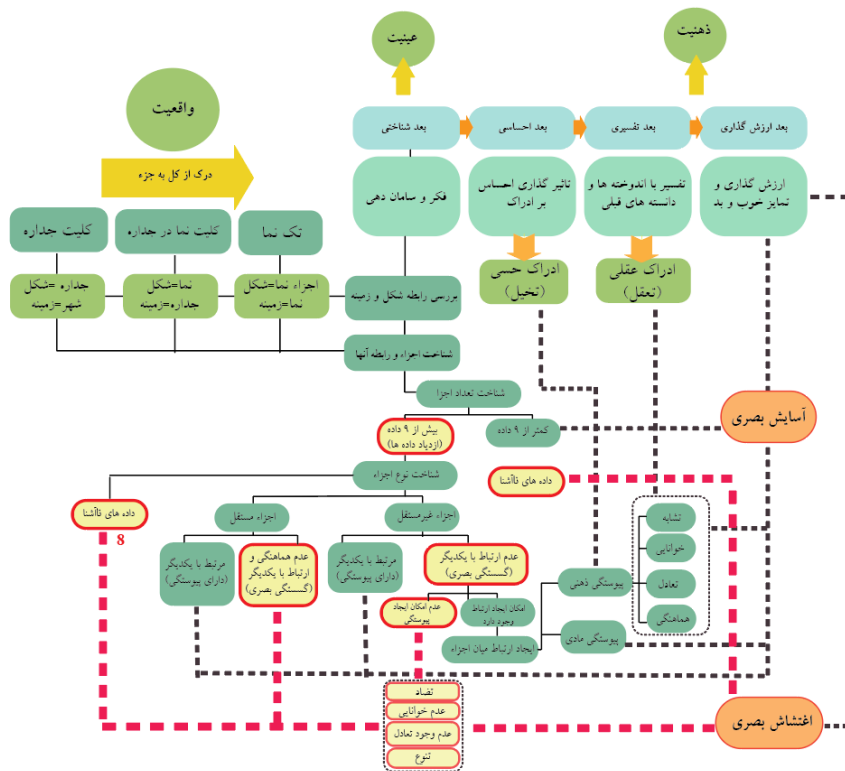 ذهنیت
عینیت
واقعیت
بعد ارزش گذاری
بعد تفسیری
بعد احساسی
بعد شناختی
درک از کل به جزء
ارزش گذاری و
تمایز خوب و بد
تفسیر با اندوخته ها و
دانسته های قبلی
تاثیر گذاری احساس
بر ادراک
فکر و سامان دهی
تک نما
کلیت نما در جداره
کلیت جداره
ادراک عقلی
(تعقل)
ادراک حسی
(تخیل)
بررسی رابطه شکل و زمینه
اجزاء نما=شکل
نما=زمینه
نما=شکل
جداره=زمینه
جداره =شکل
شهر=زمینه
شناخت اجزاء و رابطه آنها
شناخت تعداد اجزا
آسایش بصری
کمتر از ۹ داده
بیش از ۹ داده
(ازدیاد داده ها)
شناخت نوع اجزاء
داده های ناآشنا
داده های ناآشنا
8
اجزاء غیرمستقل
اجزاء مستقل
تشابه
خوانایی
تعادل
هماهنگی
عدم ارتباط با یکدیگر
(گسستگی بصری)
مرتبط با یکدیگر
(دارای پیوستگی)
عدم هماهنگی و
ارتباط با یکدیگر
(گسستگی بصری)
مرتبط با یکدیگر
(دارای پیوستگی)
پیوستگی ذهنی
امکان ایجاد ارتباط
وجود دارد
عدم امکان ایجاد
پیوستگی
پیوستگی مادی
ایجاد ارتباط میان اجزاء
تضاد
عدم خوانایی
عدم وجود تعادل
تنوع
اغتشاش بصری